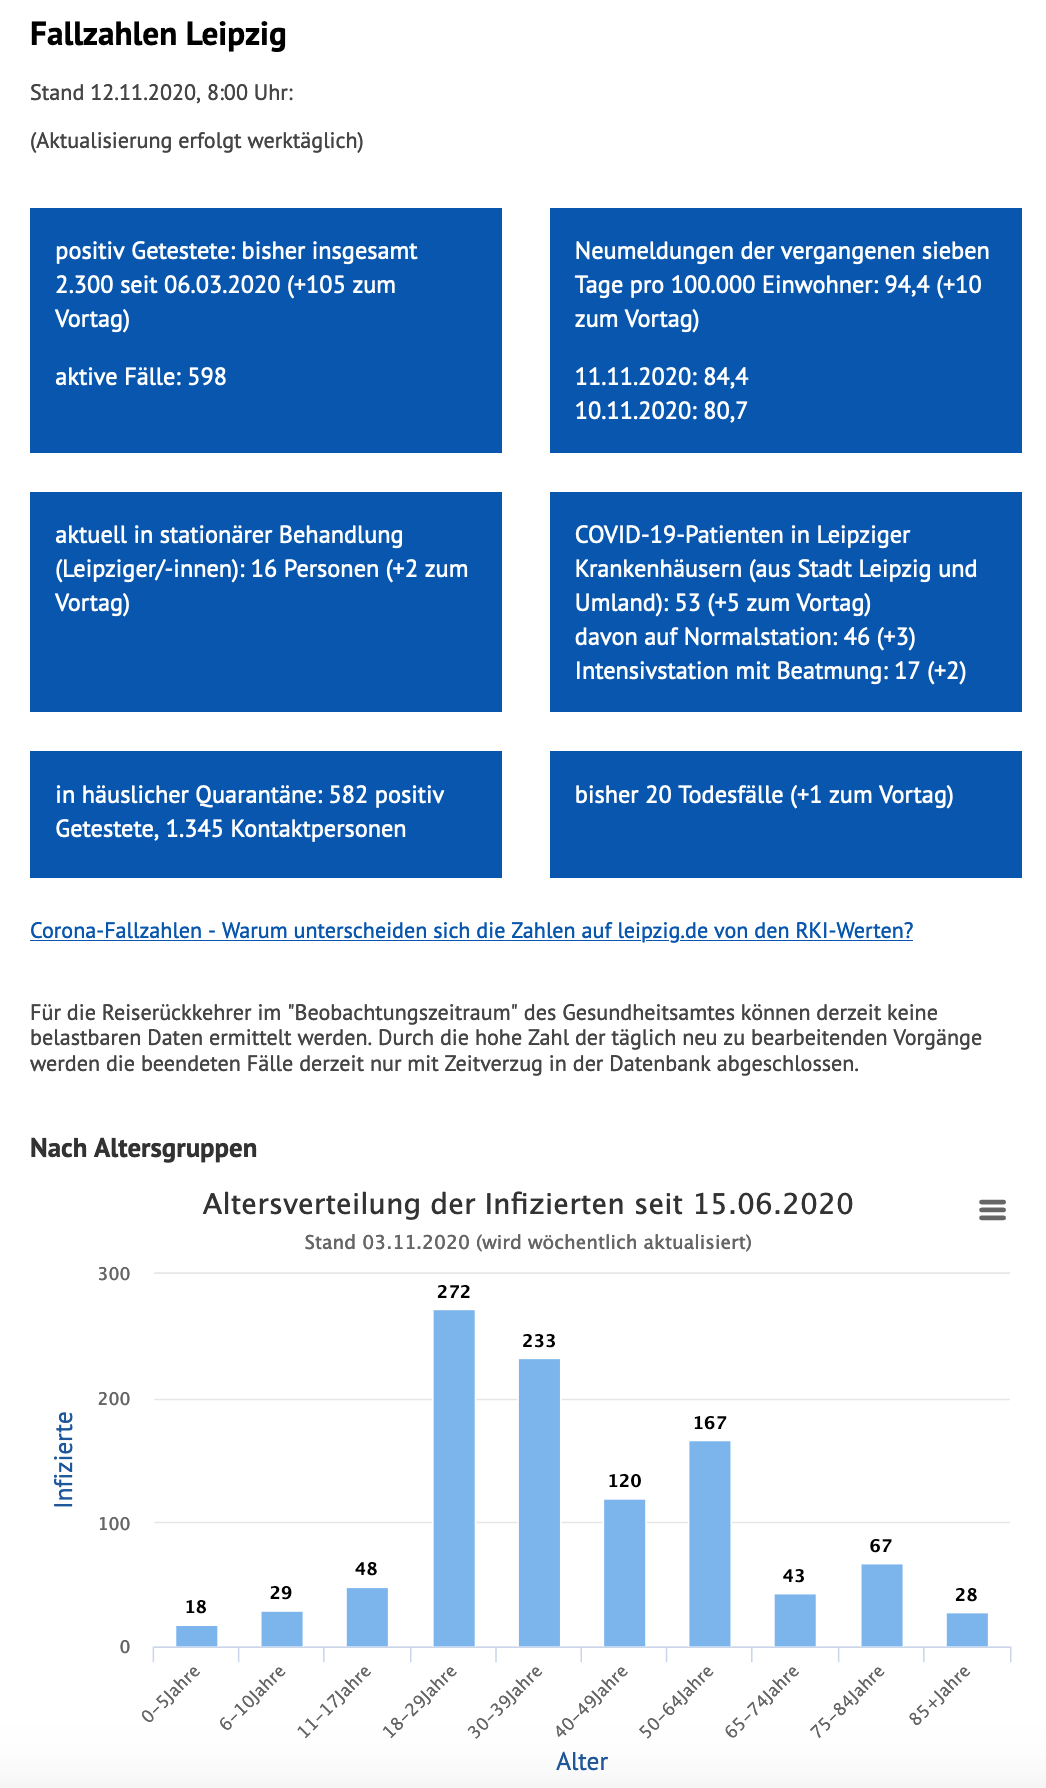 Fallzahlen Leipzig
Stand 12.11.2020, 8:00 Uhr:
(Aktualisierung erfolgt werktäglich)
positiv Getestete: bisher insgesamt
2.300 seit 06.03.2020 (+105 zum
Vortag)
aktive Fälle: 598
Neumeldungen der vergangenen sieben
Tage pro 100.000 Einwohner: 94,4 (+10
zum Vortag)
11.11.2020: 84,4
10.11.2020: 80,7
aktuell in stationärer Behandlung
(Leipziger/-innen): 16 Personen (+2 zum
Vortag)
COVID-19-Patienten in Leipziger
Krankenhäusern (aus Stadt Leipzig und
Umland): 53 (+5 zum Vortag)
davon auf Normalstation: 46 (+3)
Intensivstation mit Beatmung: 17 (+2)
in häuslicher Quarantäne: 582 positiv
Getestete, 1.345 Kontaktpersonen
bisher 20 Todesfälle (+1 zum Vortag)
Corona-Fallzahlen - Warum unterscheiden sich die Zahlen auf leipzig.de von den RKI-Werten?
Für die Reiserückkehrer im "Beobachtungszeitraum" des Gesundheitsamtes können derzeit keine
belastbaren Daten ermittelt werden. Durch die hohe Zahl der täglich neu zu bearbeitenden Vorgänge
werden die beendeten Fälle derzeit nur mit Zeitverzug in der Datenbank abgeschlossen.
Nach Altersgruppen
Altersverteilung der Infizierten seit 15.06.2020
Stand 03.11.2020 (wird wöchentlich aktualisiert)
300
200
100
0
Infizierte
18
29
48
272
233
120
167
43
67
28
0-5Jahre
6-10Jahre
11-17Jahre
18-29Jahre
30-39Jahre
40-49Jahre
50-64Jahre
65-74Jahre
75-84Jahre
85+Jahre
Alter